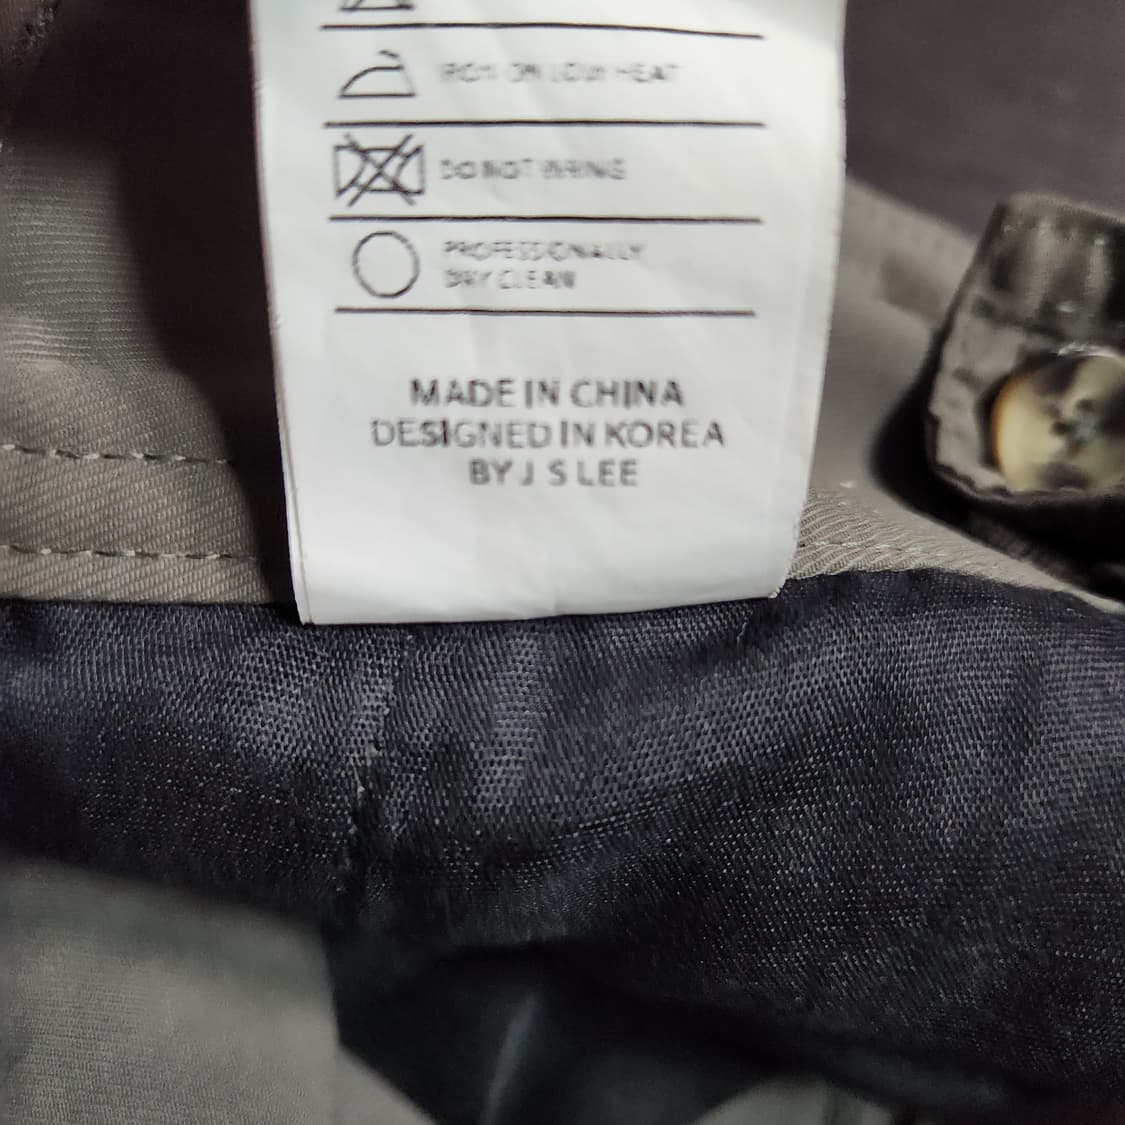 IRON ON LOW HEAT
DO NOT WRING
PROFESSIONALLY
DRY CLEAN
MADE IN CHINA
DESIGNED IN KOREA
BY J S LEE